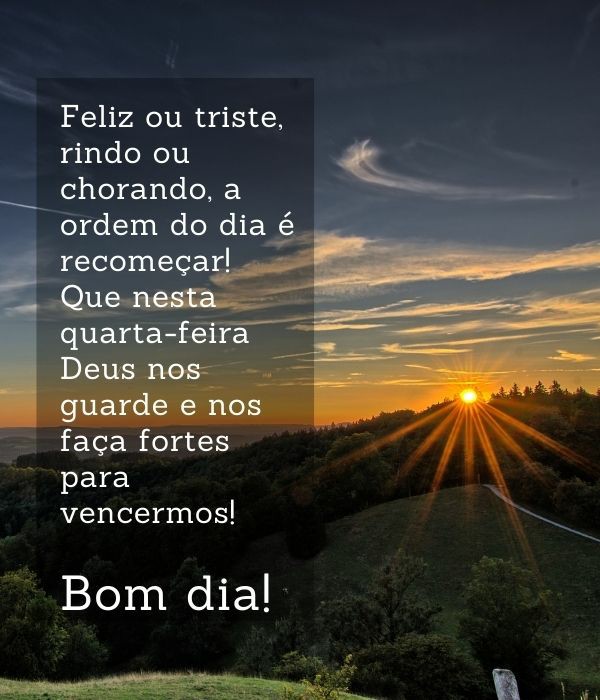 Feliz ou triste,
rindo ou
chorando, a
ordem do dia é
recomeçar!
Que nesta
quarta-feira
Deus nos
guarde e nos
faça fortes
para
vencermos!
Bom dia!